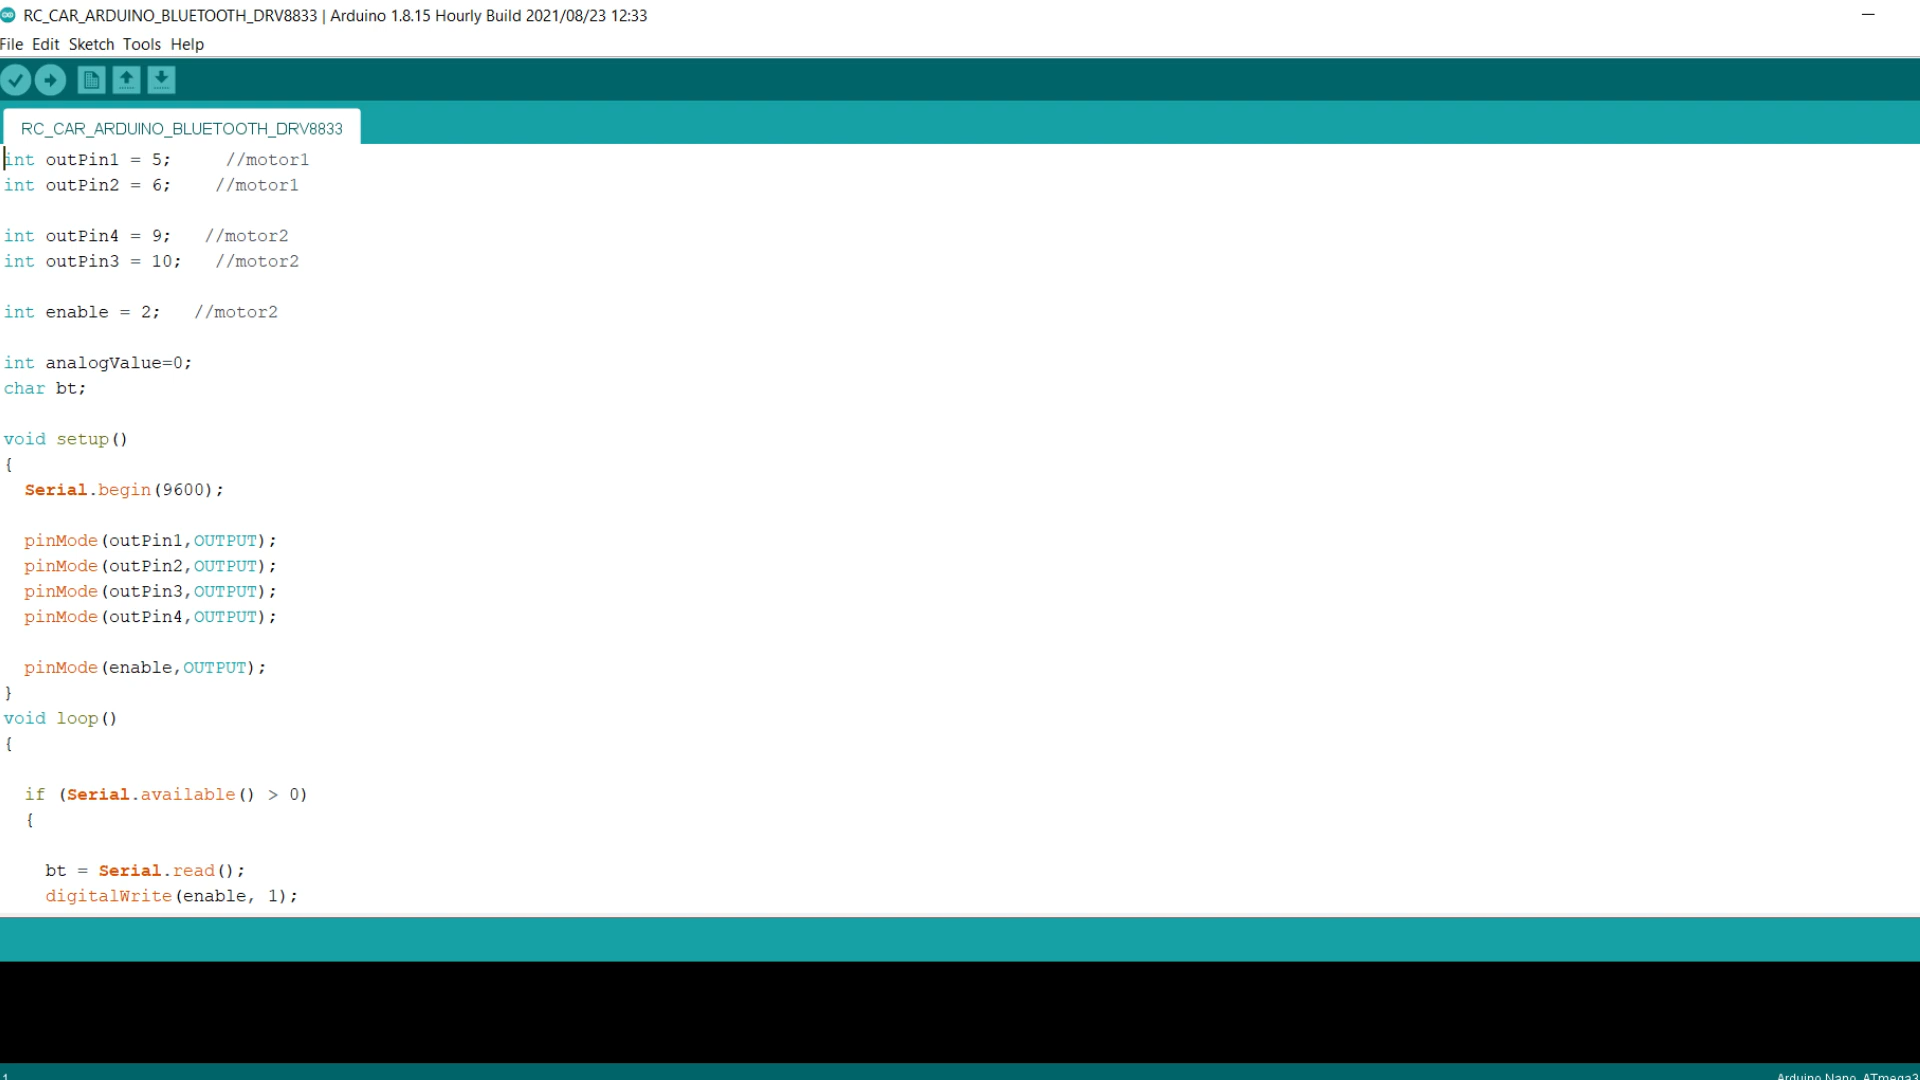 RC_CAR_ARDUINO_BLUETOOTH_DRV8833 | Arduino 1.8.15 Hourly Build 2021/08/23 12:33
File Edit Sketch Tools Help
RC_CAR_ARDUINO_BLUETOOTH_DRV8833
int outPin1 = 5;     //motor1
int outPin2 = 6;    //motor1
int outPin4 = 9;   //motor2
int outPin3 = 10;   //motor2
int enable = 2;   //motor2
int analogValue=0;
char bt;
void setup()
{
  Serial.begin(9600);
  pinMode(outPin1,OUTPUT);
  pinMode(outPin2,OUTPUT);
  pinMode(outPin3,OUTPUT);
  pinMode(outPin4,OUTPUT);
  pinMode(enable,OUTPUT);
}
void loop()
{
  if (Serial.available() > 0)
  {
    bt = Serial.read();
    digitalWrite(enable, 1);
1 Arduino Nano, ATmega3